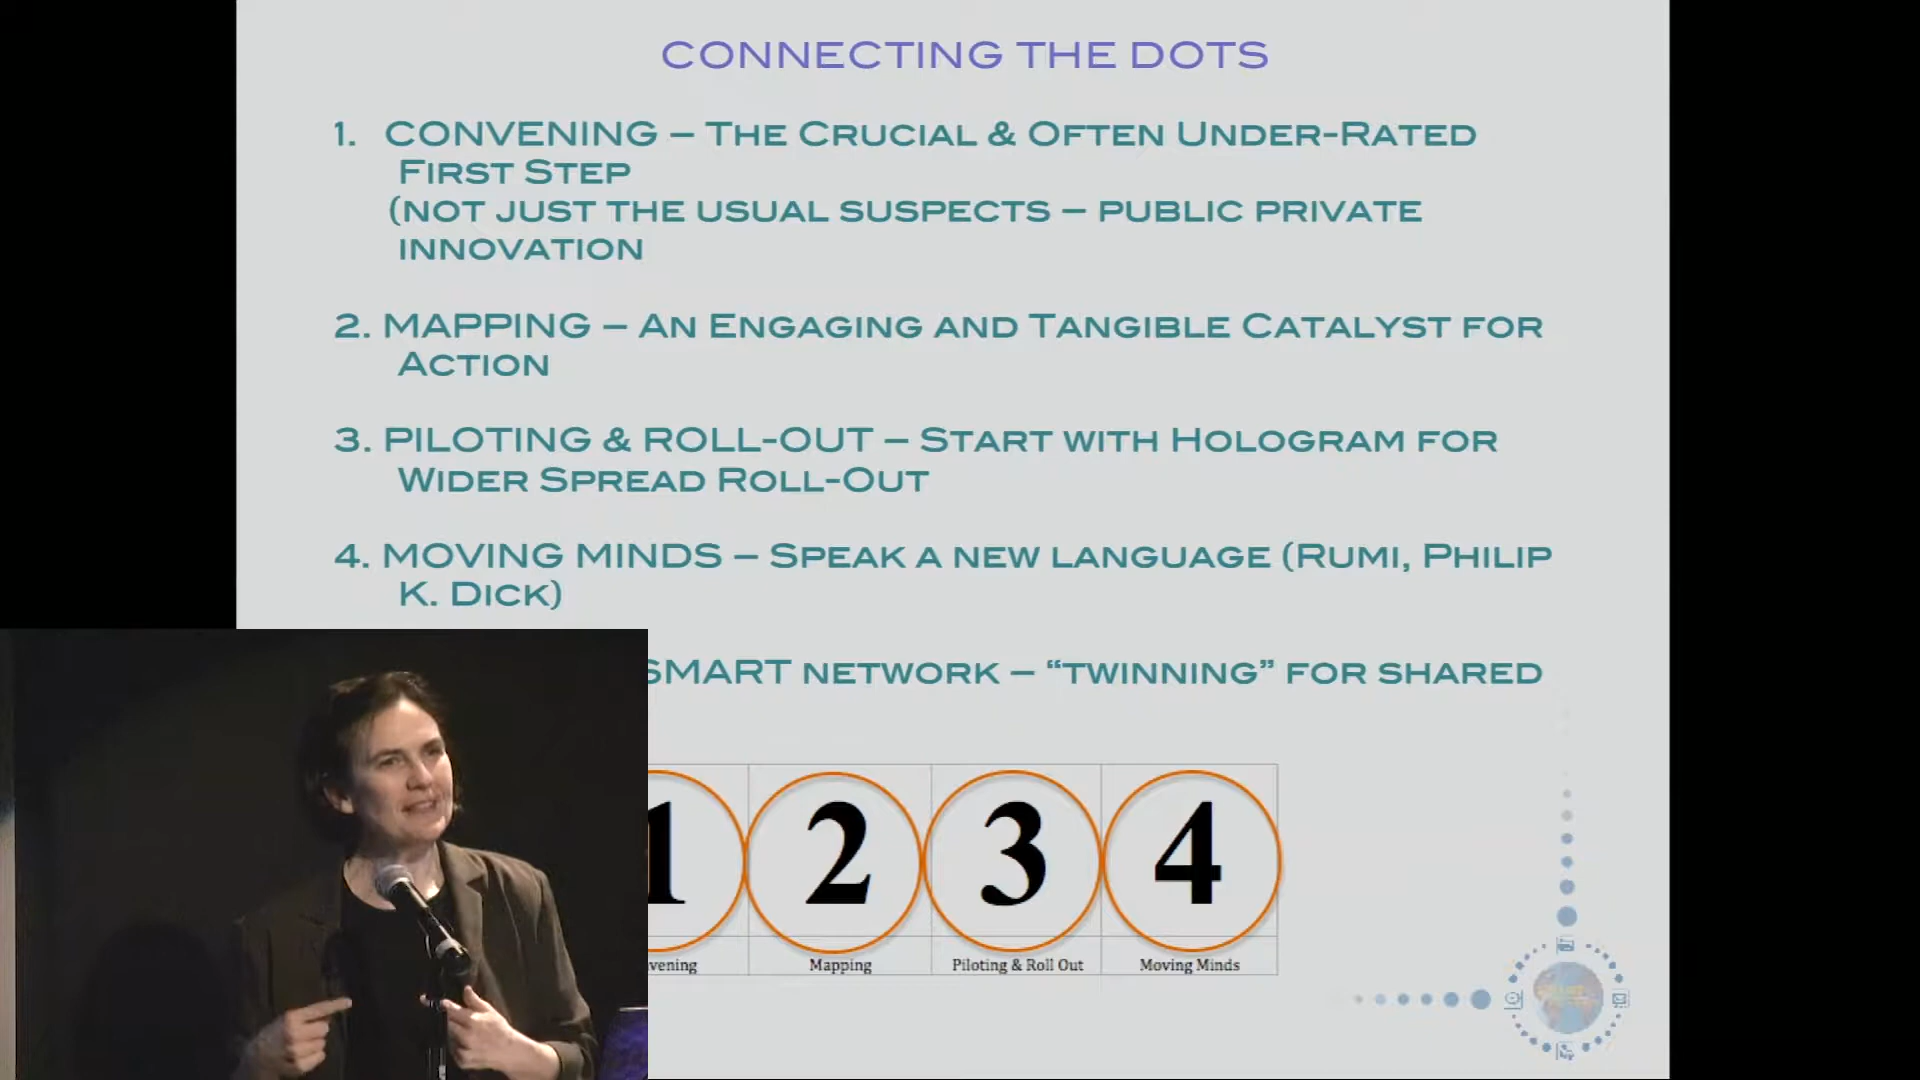 CONNECTING THE DOTS
1. CONVENING – THE CRUCIAL & OFTEN UNDER-RATED
FIRST STEP
(NOT JUST THE USUAL SUSPECTS – PUBLIC PRIVATE
INNOVATION
2. MAPPING – AN ENGAGING AND TANGIBLE CATALYST FOR
ACTION
3. PILOTING & ROLL-OUT – START WITH HOLOGRAM FOR
WIDER SPREAD ROLL-OUT
4. MOVING MINDS – SPEAK A NEW LANGUAGE (RUMI, PHILIP
K. DICK)
SMART NETWORK – “TWINNING” FOR SHARED
1 2 3 4
vening Mapping Piloting & Roll Out Moving Minds